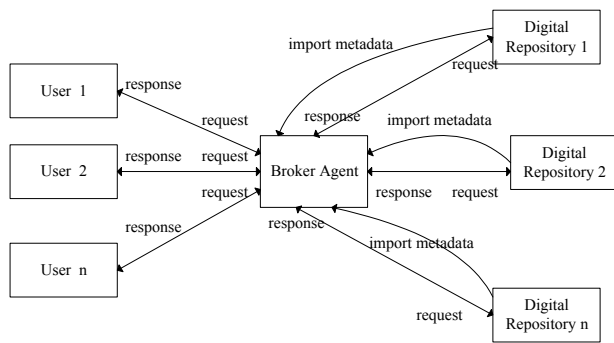 Digital
Repository 1
import metadata
request
response
User 1
request
response
import metadata
response
request
User 2
Broker Agent
Digital
Repository 2
request
response
request
response
response
import metadata
User n
request
Digital
Repository n